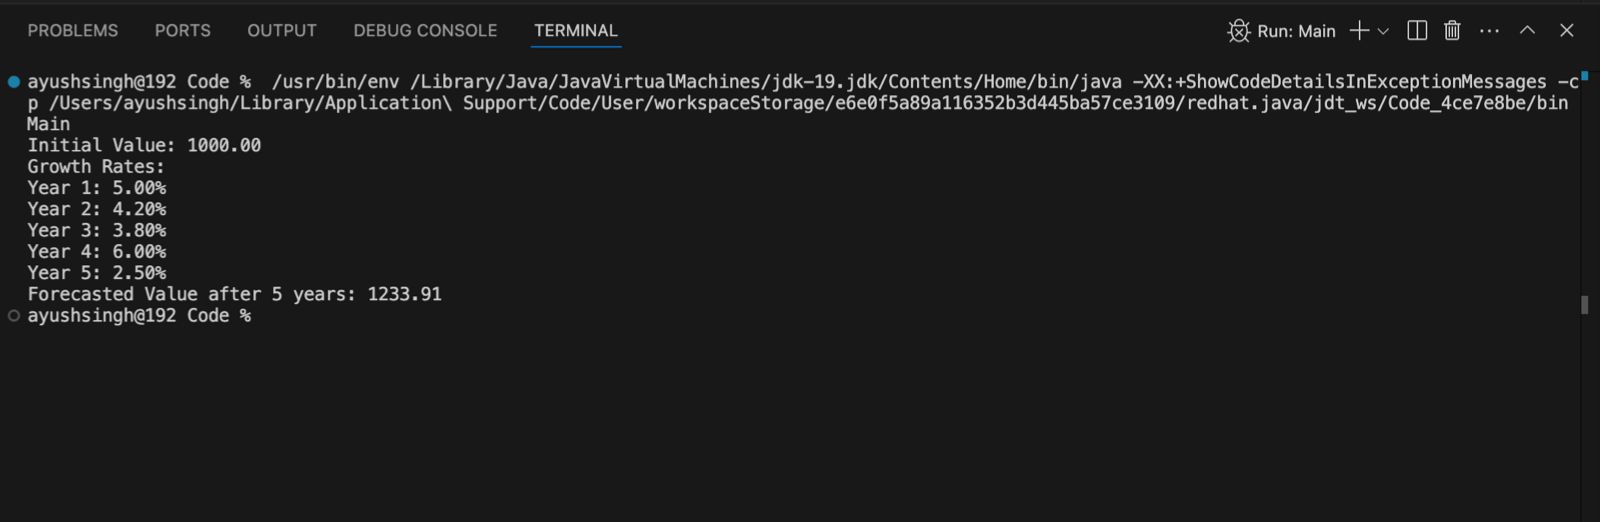 PROBLEMS PORTS OUTPUT DEBUG CONSOLE TERMINAL Run: Main
ayushsingh@192 Code %  /usr/bin/env /Library/Java/JavaVirtualMachines/jdk-19.jdk/Contents/Home/bin/java -XX:+ShowCodeDetailsInExceptionMessages -c
p /Users/ayushsingh/Library/Application\ Support/Code/User/workspaceStorage/e6e0f5a89a116352b3d445ba57ce3109/redhat.java/jdt_ws/Code_4ce7e8be/bin
Main
Initial Value: 1000.00
Growth Rates:
Year 1: 5.00%
Year 2: 4.20%
Year 3: 3.80%
Year 4: 6.00%
Year 5: 2.50%
Forecasted Value after 5 years: 1233.91
ayushsingh@192 Code %